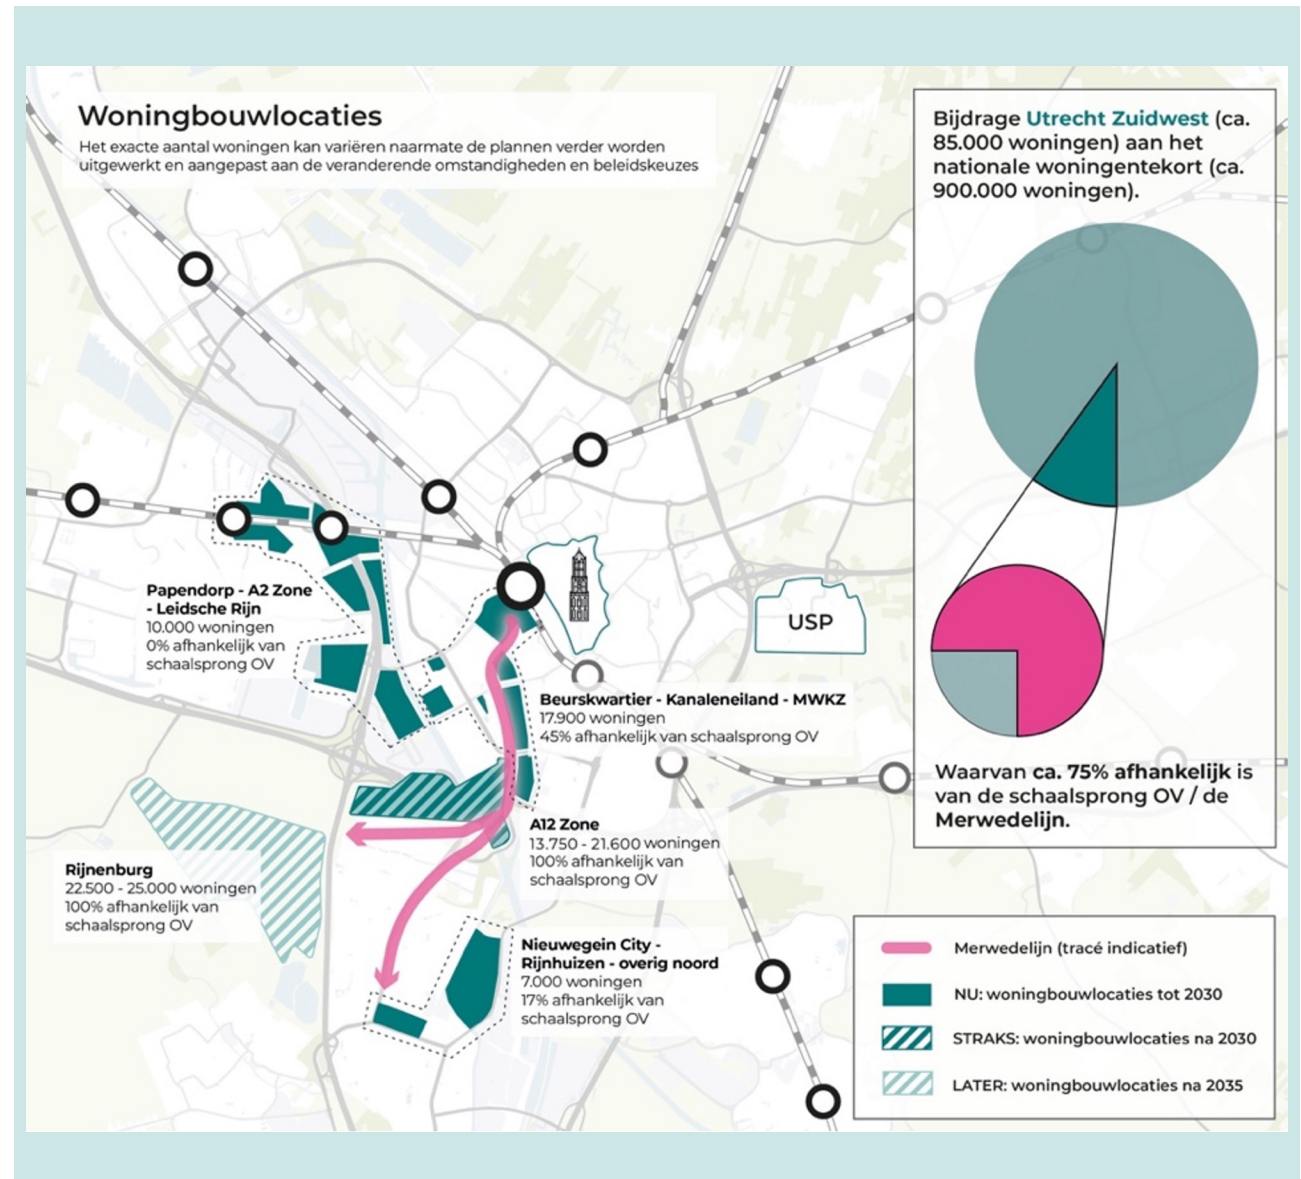 Woningbouwlocaties
Het exacte aantal woningen kan variëren naarmate de plannen verder worden
uitgewerkt en aangepast aan de veranderende omstandigheden en beleidskeuzes
Bijdrage Utrecht Zuidwest (ca.
85.000 woningen) aan het
nationale woningentekort (ca.
900.000 woningen).
Papendorp - A2 Zone
- Leidsche Rijn
10.000 woningen
0% afhankelijk van
schaalsprong OV
USP
Beurskwartier - Kanaleneiland - MWKZ
17.900 woningen
45% afhankelijk van schaalsprong OV
Waarvan ca. 75% afhankelijk is
van de schaalsprong OV / de
Merwedelijn.
A12 Zone
13.750 - 21.600 woningen
100% afhankelijk van
schaalsprong OV
Rijnenburg
22.500 - 25.000 woningen
100% afhankelijk van
schaalsprong OV
Nieuwegein City -
Rijnhuizen - overig noord
7.000 woningen
17% afhankelijk van
schaalsprong OV
Merwedelijn (tracé indicatief)
NU: woningbouwlocaties tot 2030
STRAKS: woningbouwlocaties na 2030
LATER: woningbouwlocaties na 2035